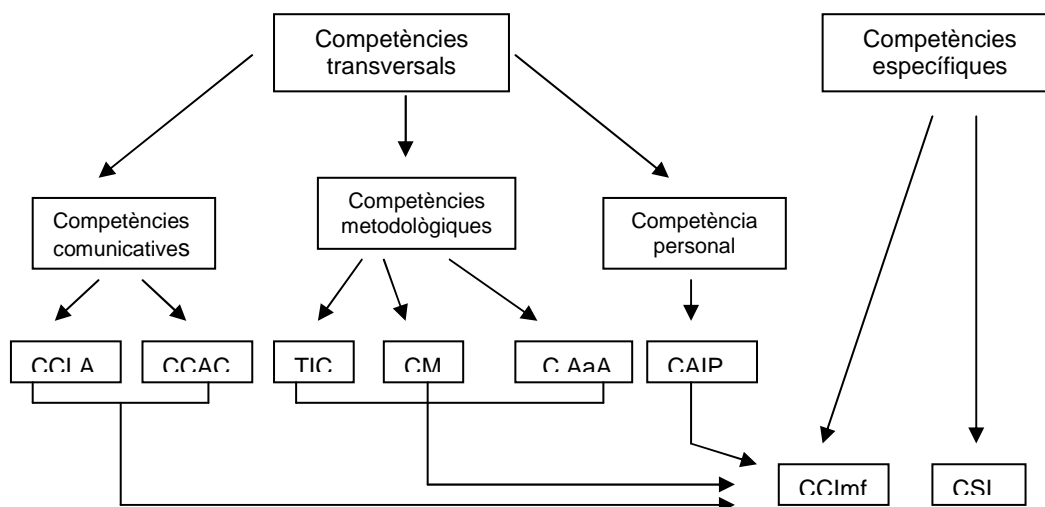 Competències
transversals
Competències
específiques
Competències
comunicatives
Competències
metodològiques
Competència
personal
CCLA
CCAC
TIC
CM
C.AaA
CAIP
CCImf
CSI